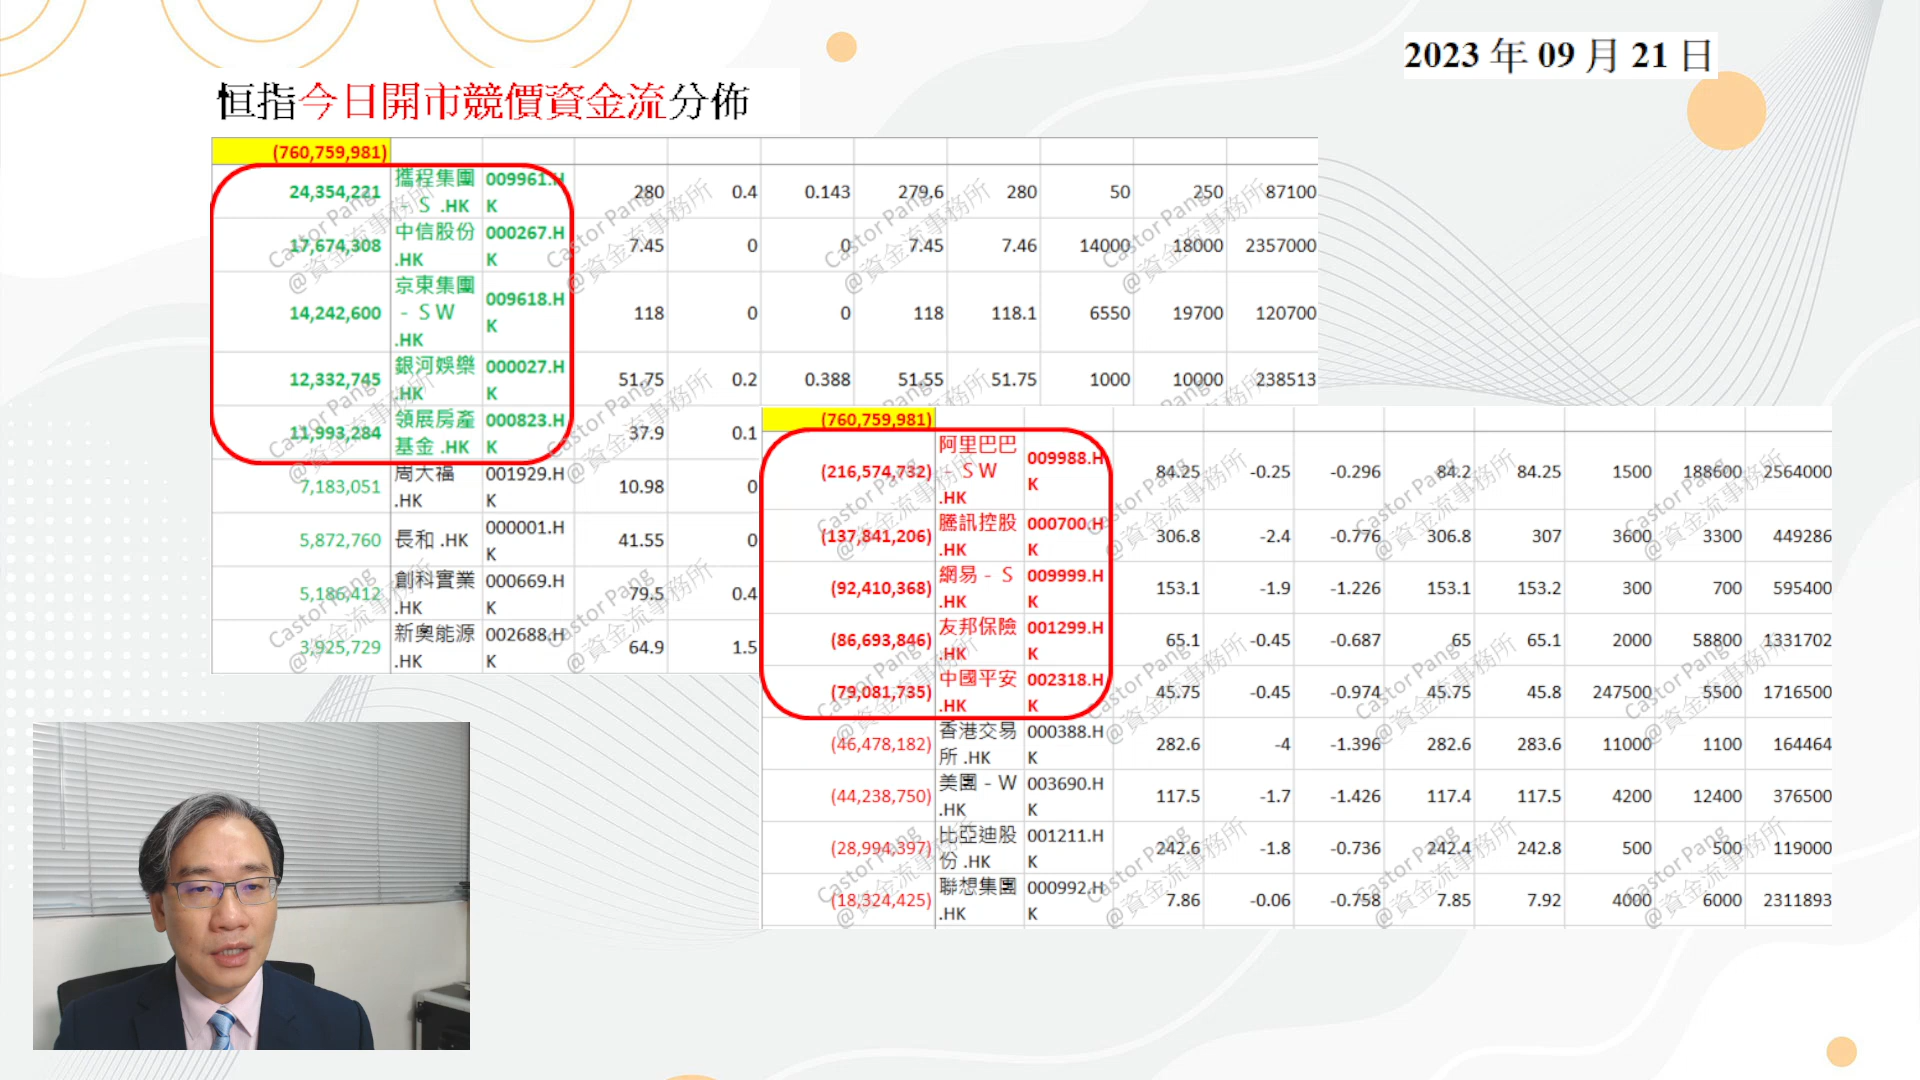 2023 年 09 月 21 日
恒指今日開市競價資金流分佈
(760,759,981)
24,354,221 攜程集團 - S .HK 009961.HK 280 0.4 0.143 279.6 280 50 250 87100
17,674,308 中信股份 .HK 000267.HK 7.45 0 0 7.45 7.46 14000 18000 2357000
14,242,600 京東集團 - SW .HK 009618.HK 118 0 0 118 118.1 6550 19700 120700
12,332,745 銀河娛樂 .HK 000027.HK 51.75 0.2 0.388 51.55 51.75 1000 10000 238513
11,993,284 領展房產基金 .HK 000823.HK 37.9 0.1
7,183,051 周大福 .HK 001929.HK 10.98 0
5,872,760 長和 .HK 000001.HK 41.55 0
5,186,412 創科實業 .HK 000669.HK 79.5 0.4
3,925,729 新奧能源 .HK 002688.HK 64.9 1.5
(760,759,981)
(216,574,732) 阿里巴巴 - SW .HK 009988.HK 84.25 -0.25 -0.296 84.2 84.25 1500 188600 2564000
(137,841,206) 騰訊控股 .HK 000700.HK 306.8 -2.4 -0.776 306.8 307 3600 3300 449286
(92,410,368) 網易 - S .HK 009999.HK 153.1 -1.9 -1.226 153.1 153.2 300 700 595400
(86,693,846) 友邦保險 .HK 001299.HK 65.1 -0.45 -0.687 65 65.1 2000 58800 1331702
(79,081,735) 中國平安 .HK 002318.HK 45.75 -0.45 -0.974 45.75 45.8 247500 5500 1716500
(46,478,182) 香港交易所 .HK 000388.HK 282.6 -4 -1.396 282.6 283.6 11000 1100 164464
(44,238,750) 美團 - W .HK 003690.HK 117.5 -1.7 -1.426 117.4 117.5 4200 12400 376500
(28,994,397) 比亞迪股份 .HK 001211.HK 242.6 -1.8 -0.736 242.4 242.8 500 500 119000
(18,324,425) 聯想集團 .HK 000992.HK 7.86 -0.06 -0.758 7.85 7.92 4000 6000 2311893
Castor Pang
@資金流事務所